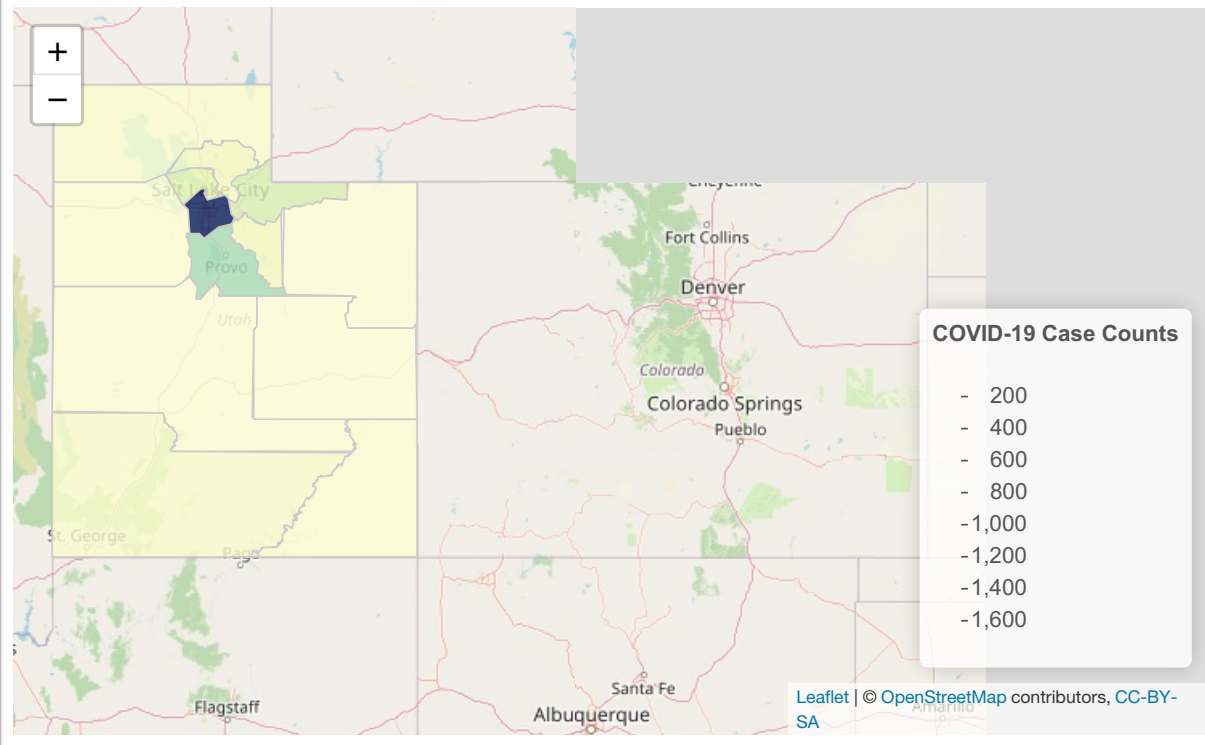 +
−
Cheyenne
Salt Lake City
Fort Collins
Provo
Denver
Utah
COVID-19 Case Counts
Colorado
- 200
Colorado Springs
- 400
Pueblo
- 600
- 800
-1,000
St. George
-1,200
Page
-1,400
-1,600
Santa Fe
Flagstaff
Albuquerque
Leaflet | © OpenStreetMap contributors, CC-BY-
SA
Amarillo